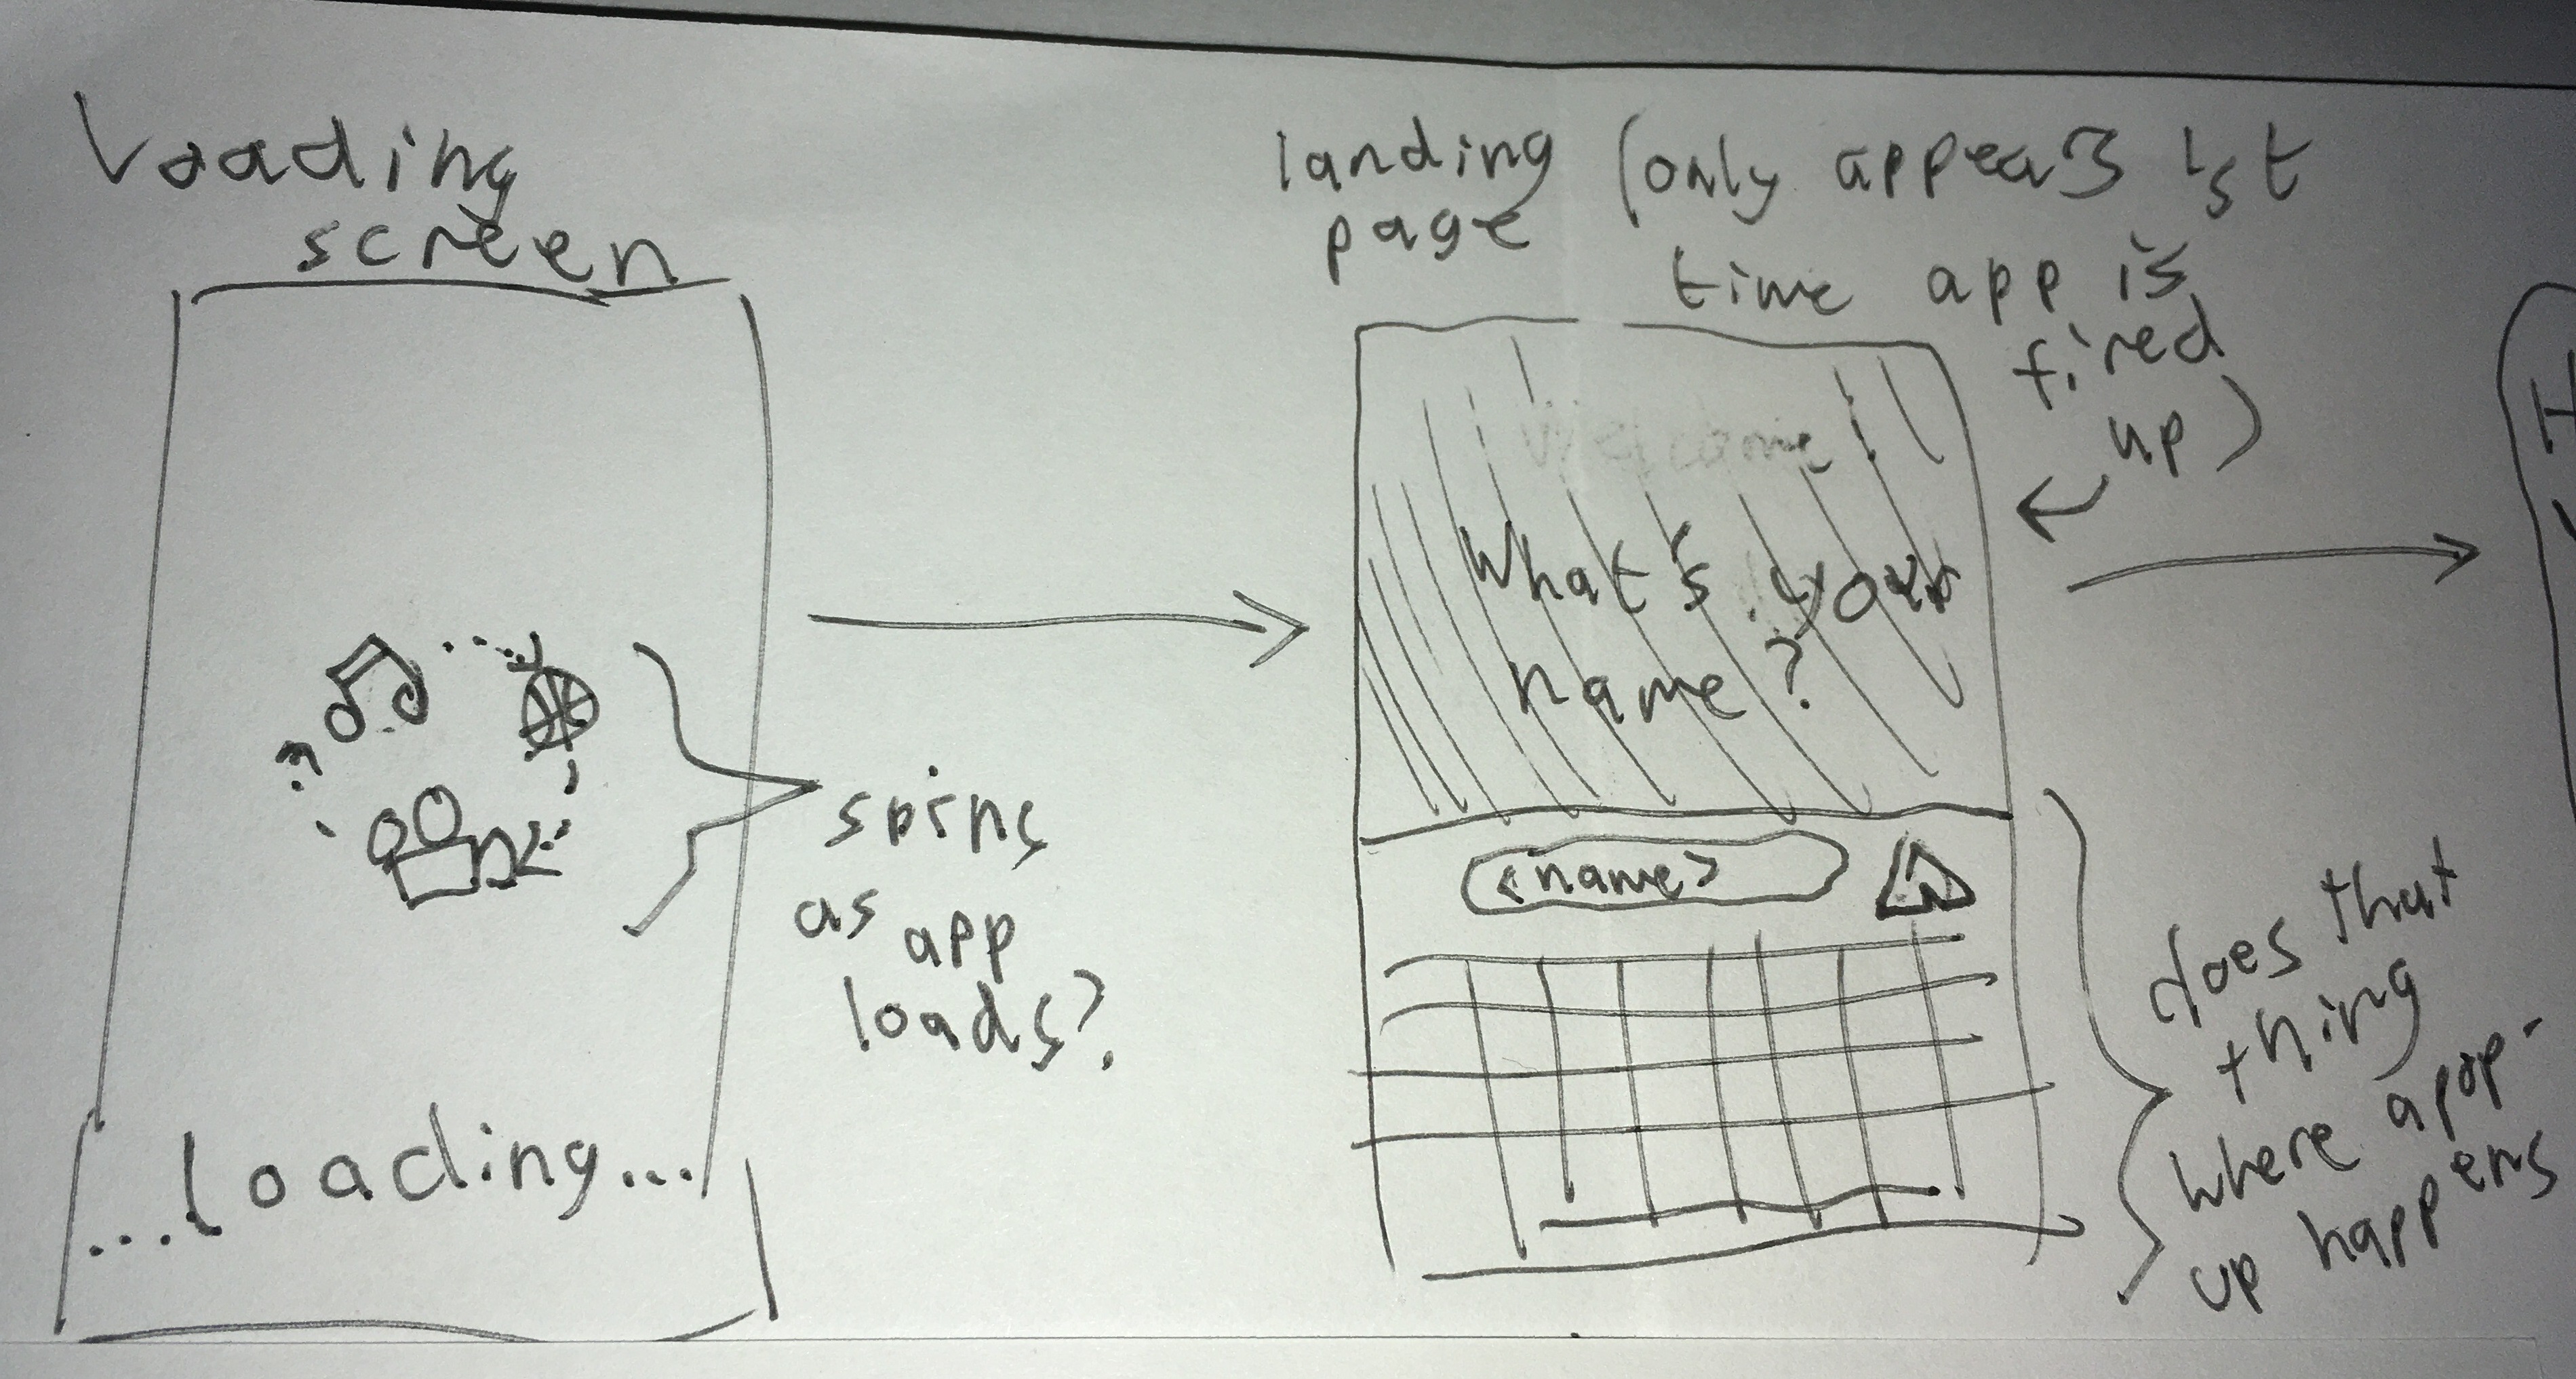 Loading
screen
spins
as app
loads?
...loading...
landing (only appears 1st
page
time app is
fired
up)
Welcome!
What's your
name?
<name>
does that
thing
where a pop-
up happens